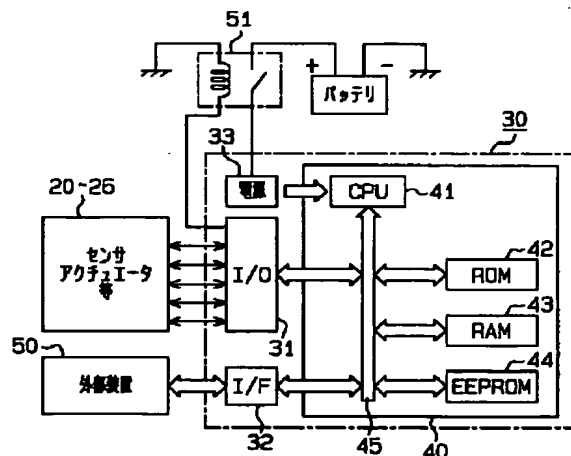 51
+
-
バッテリ
30
33
電源
CPU
41
20~26
センサ
アクチュエータ
等
I/O
31
42
ROM
43
RAM
44
EEPROM
50
外部装置
I/F
32
45
40